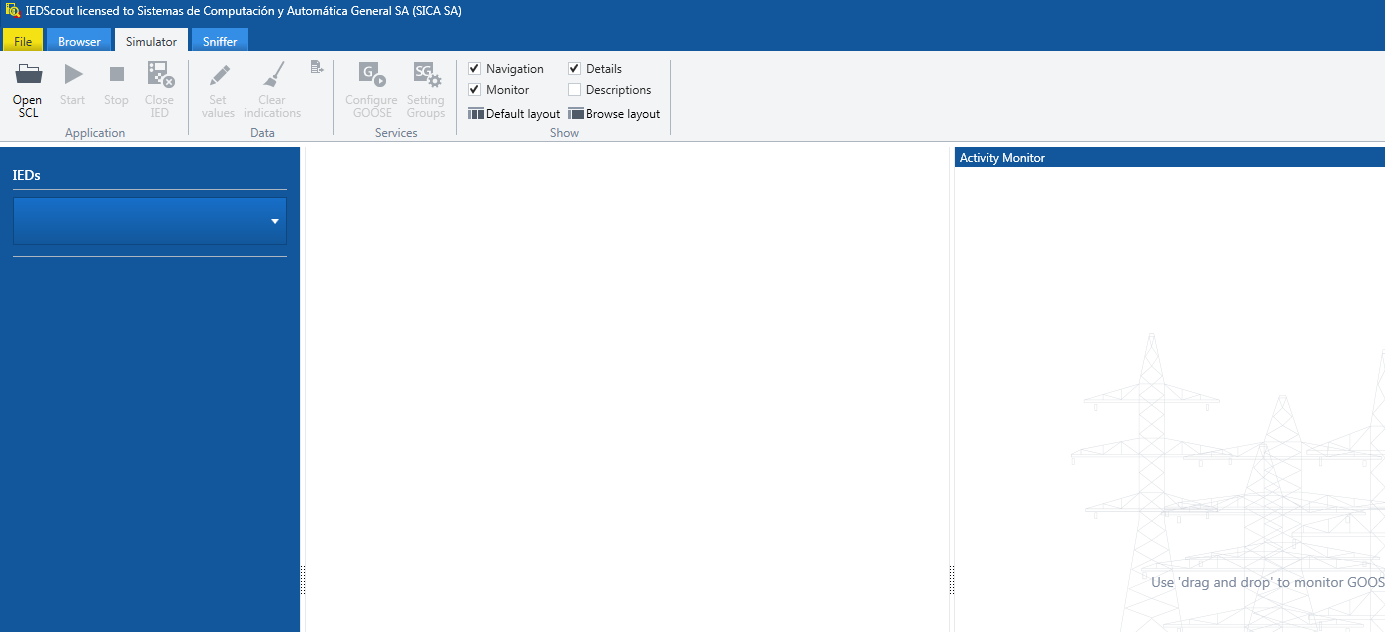 IEDScout licensed to Sistemas de Computación y Automática General SA (SICA SA)
File Browser Simulator Sniffer
Open SCL
Start
Stop
Close IED
Application
Set values
Clear indications
Data
G
Configure GOOSE
SG
Setting Groups
Services
Navigation
Details
Monitor
Descriptions
Default layout
Browse layout
Show
IEDs
Activity Monitor
Use 'drag and drop' to monitor GOOS